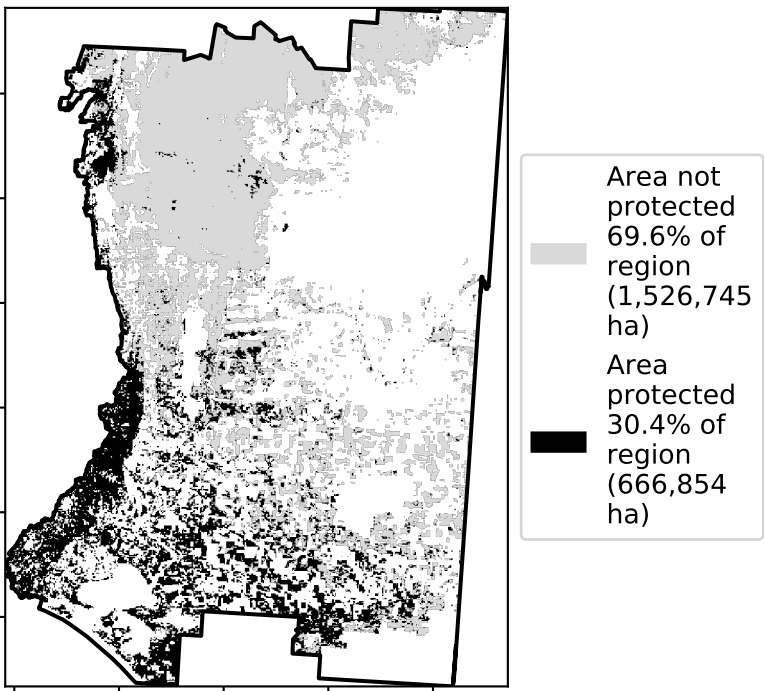 Area not
protected
69.6% of
region
(1,526,745
ha)
Area
protected
30.4% of
region
(666,854
ha)